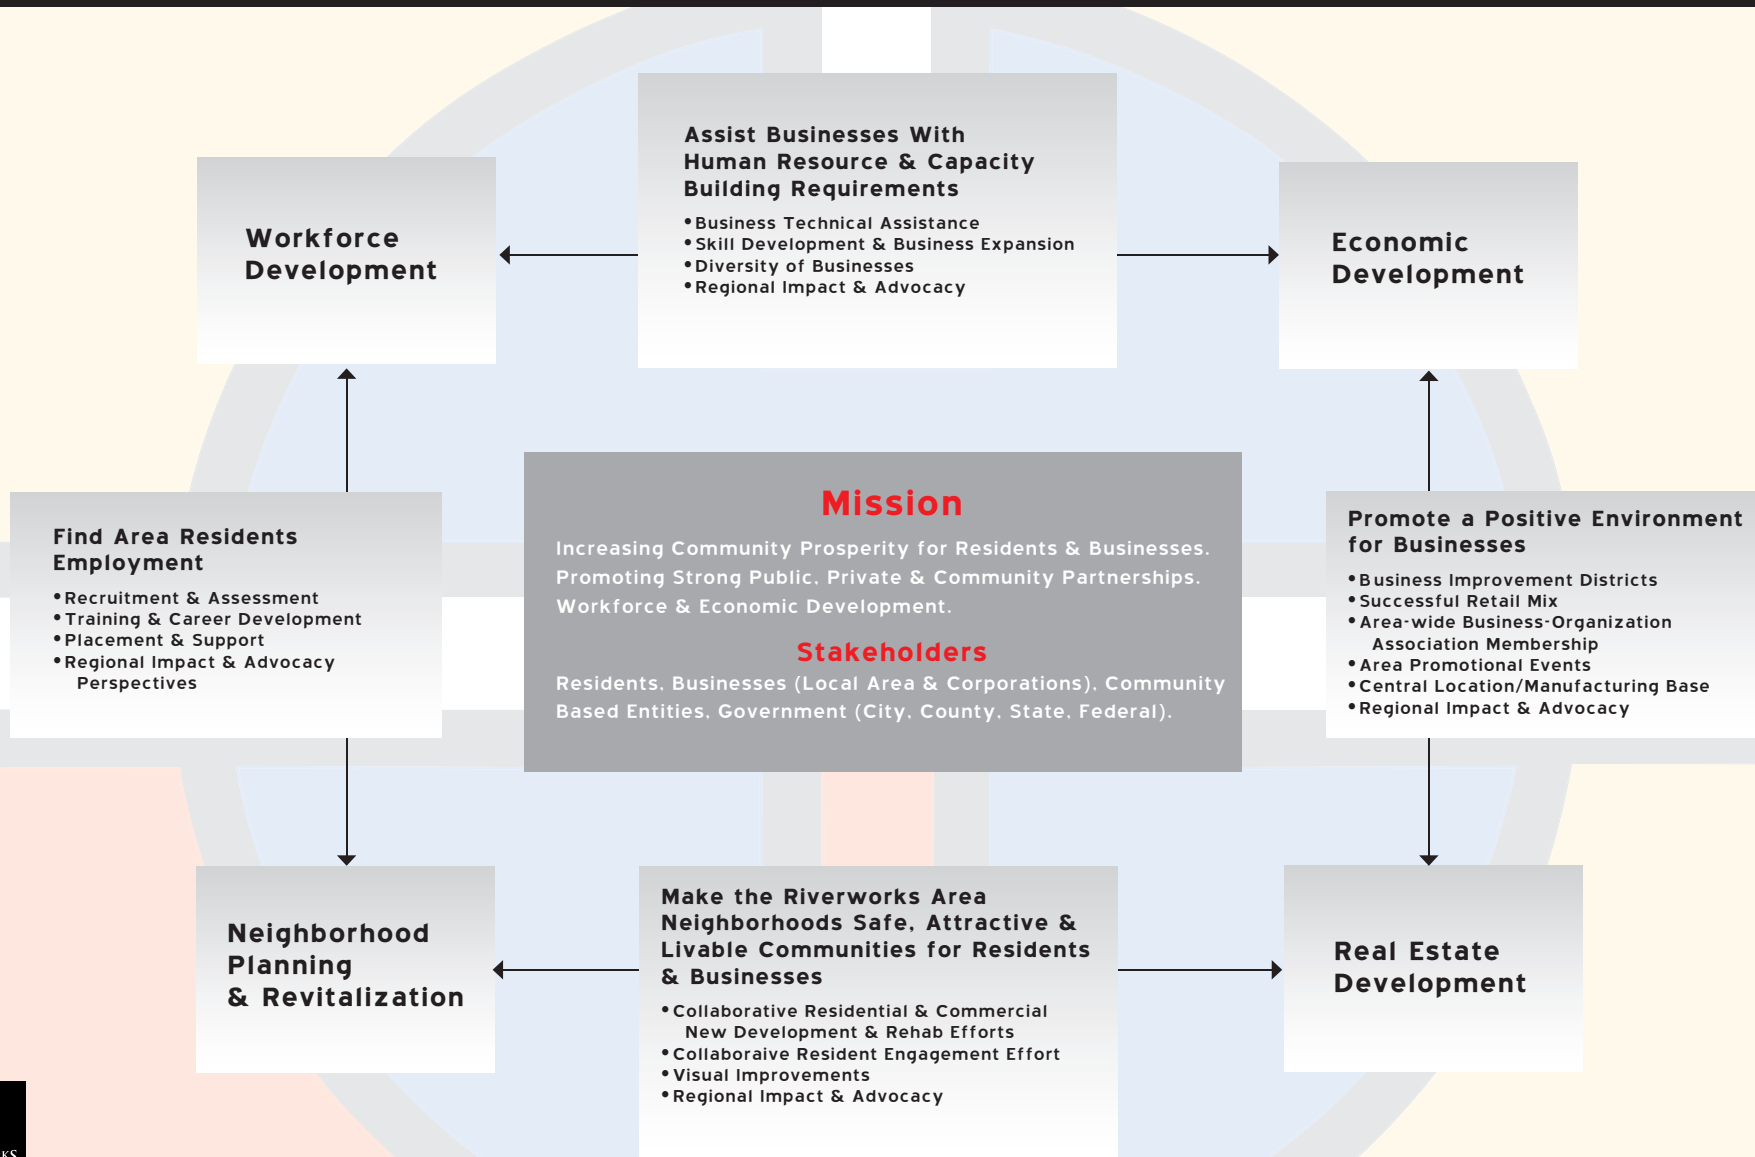 Assist Businesses With
Human Resource & Capacity
Building Requirements
•Business Technical Assistance
•Skill Development & Business Expansion
•Diversity of Businesses
•Regional Impact & Advocacy
Workforce
Development
Economic
Development
Mission
Increasing Community Prosperity for Residents & Businesses.
Promoting Strong Public, Private & Community Partnerships.
Workforce & Economic Development.
Stakeholders
Residents, Businesses (Local Area & Corporations), Community
Based Entities, Government (City, County, State, Federal).
Find Area Residents
Employment
•Recruitment & Assessment
•Training & Career Development
•Placement & Support
•Regional Impact & Advocacy
Perspectives
Promote a Positive Environment
for Businesses
•Business Improvement Districts
•Successful Retail Mix
•Area-wide Business-Organization
Association Membership
•Area Promotional Events
•Central Location/Manufacturing Base
•Regional Impact & Advocacy
Neighborhood
Planning
& Revitalization
Make the Riverworks Area
Neighborhoods Safe, Attractive &
Livable Communities for Residents
& Businesses
•Collaborative Residential & Commercial
New Development & Rehab Efforts
•Collaboraive Resident Engagement Effort
•Visual Improvements
•Regional Impact & Advocacy
Real Estate
Development